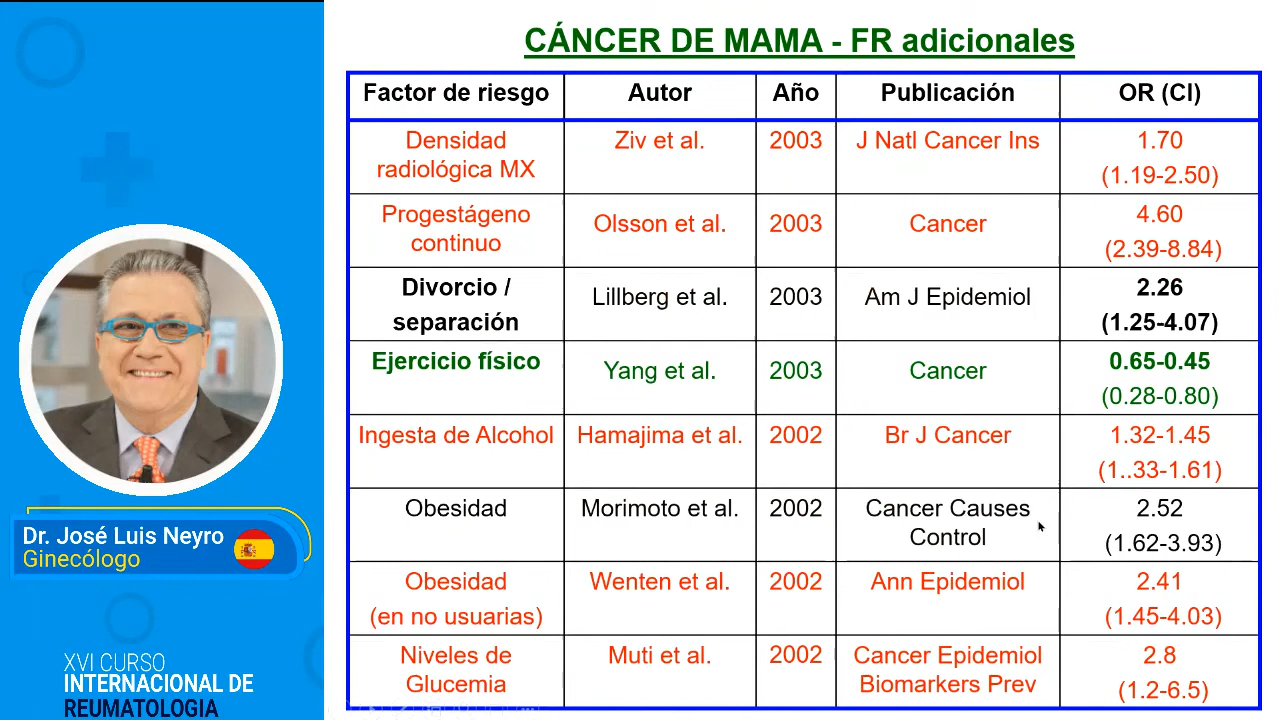 CÁNCER DE MAMA - FR adicionales
Factor de riesgo Autor Año Publicación OR (CI)
Densidad radiológica MX Ziv et al. 2003 J Natl Cancer Ins 1.70 (1.19-2.50)
Progestágeno continuo Olsson et al. 2003 Cancer 4.60 (2.39-8.84)
Divorcio / separación Lillberg et al. 2003 Am J Epidemiol 2.26 (1.25-4.07)
Ejercicio físico Yang et al. 2003 Cancer 0.65-0.45 (0.28-0.80)
Ingesta de Alcohol Hamajima et al. 2002 Br J Cancer 1.32-1.45 (1..33-1.61)
Obesidad Morimoto et al. 2002 Cancer Causes Control 2.52 (1.62-3.93)
Obesidad (en no usuarias) Wenten et al. 2002 Ann Epidemiol 2.41 (1.45-4.03)
Niveles de Glucemia Muti et al. 2002 Cancer Epidemiol Biomarkers Prev 2.8 (1.2-6.5)
Dr. José Luis Neyro
Ginecólogo
XVI CURSO
INTERNACIONAL DE
REUMATOLOGIA